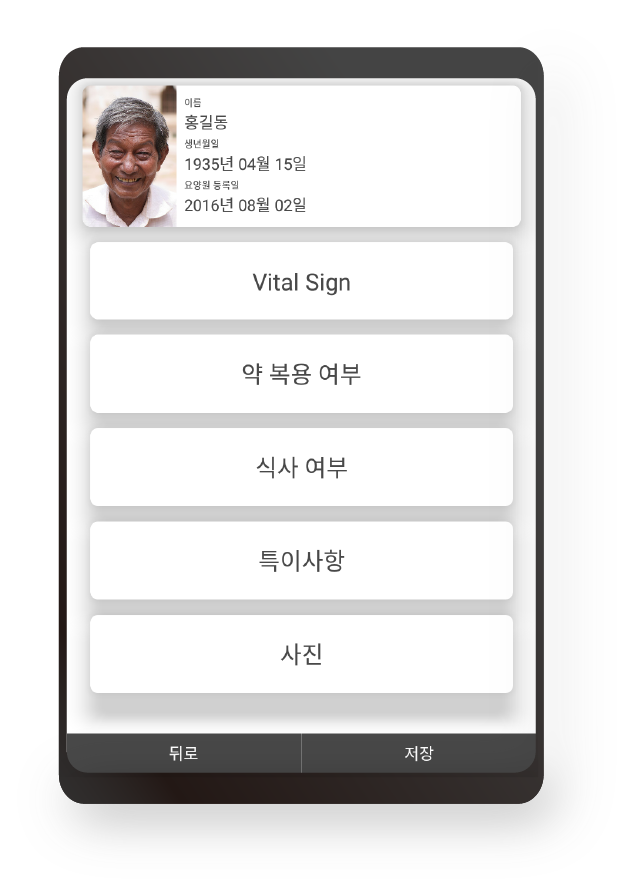 이름
홍길동
생년월일
1935년 04월 15일
요양원 등록일
2016년 08월 02일
Vital Sign
약 복용 여부
식사 여부
특이사항
사진
뒤로
저장